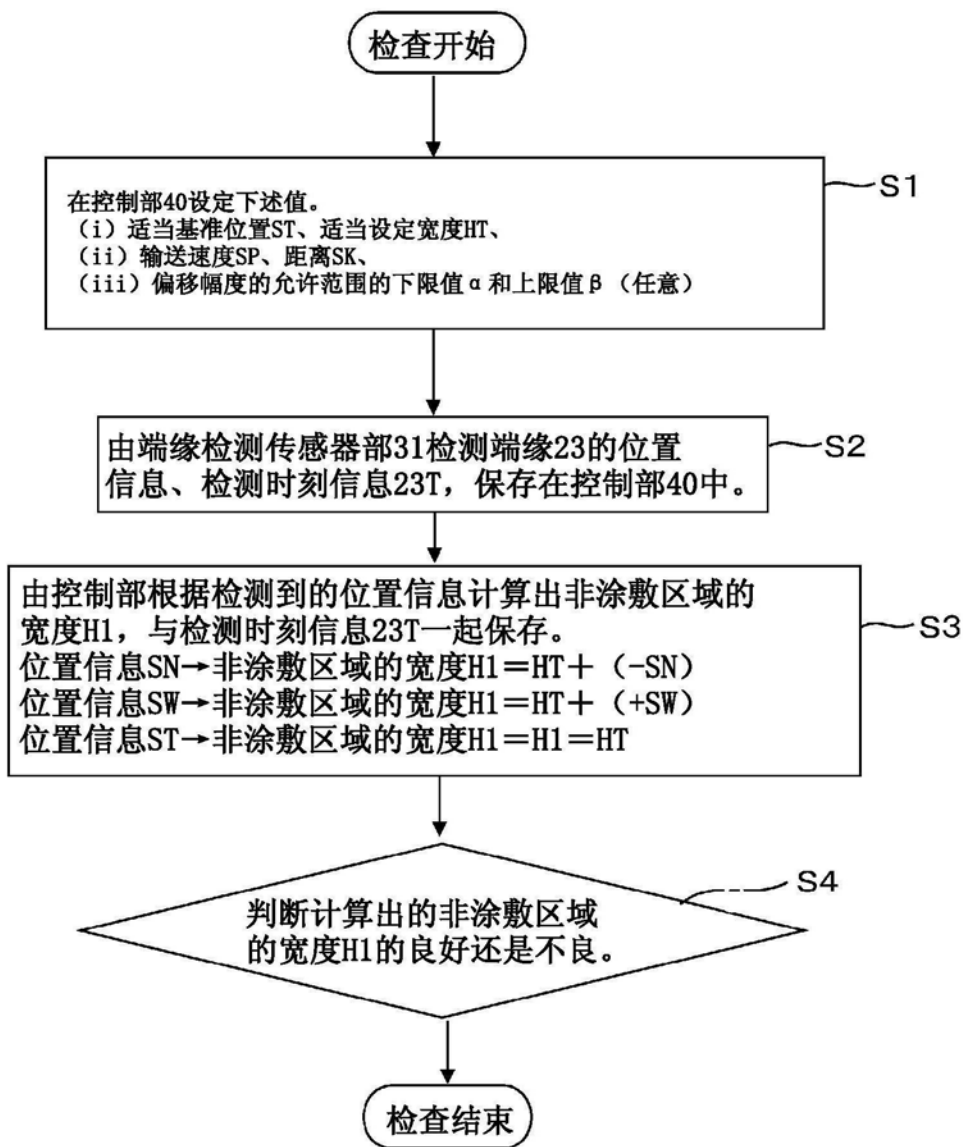 检查开始
S1
在控制部40设定下述值。
（i）适当基准位置ST、适当设定宽度HT、
（ii）输送速度SP、距离SK、
（iii）偏移幅度的允许范围的下限值α和上限值β（任意）
S2
由端缘检测传感器部31检测端缘23的位置
信息、检测时刻信息23T，保存在控制部40中。
S3
由控制部根据检测到的位置信息计算出非涂敷区域的
宽度H1，与检测时刻信息23T一起保存。
位置信息SN→非涂敷区域的宽度H1＝HT＋（-SN）
位置信息SW→非涂敷区域的宽度H1＝HT＋（+SW）
位置信息ST→非涂敷区域的宽度H1＝H1＝HT
S4
判断计算出的非涂敷区域
的宽度H1的良好还是不良。
检查结束